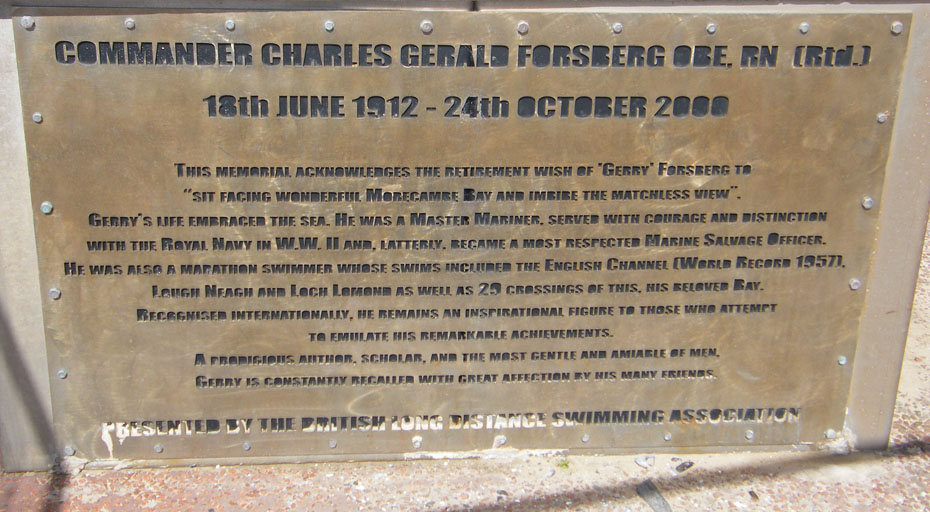 COMMANDER CHARLES GERALD FORSBERG OBE, RN (Rtd.)
18th JUNE 1912 - 24th OCTOBER 2000
THIS MEMORIAL ACKNOWLEDGES THE RETIREMENT WISH OF 'GERRY' FORSBERG TO
"SIT FACING WONDERFUL MORECAMBE BAY AND IMBIBE THE MATCHLESS VIEW".
GERRY'S LIFE EMBRACED THE SEA. HE WAS A MASTER MARINER, SERVED WITH COURAGE AND DISTINCTION
WITH THE ROYAL NAVY IN W.W. II AND, LATTERLY, BECAME A MOST RESPECTED MARINE SALVAGE OFFICER.
HE WAS ALSO A MARATHON SWIMMER WHOSE SWIMS INCLUDED THE ENGLISH CHANNEL (WORLD RECORD 1957),
LOUGH NEAGH AND LOCH LOMOND AS WELL AS 29 CROSSINGS OF THIS, HIS BELOVED BAY.
RECOGNISED INTERNATIONALLY, HE REMAINS AN INSPIRATIONAL FIGURE TO THOSE WHO ATTEMPT
TO EMULATE HIS REMARKABLE ACHIEVEMENTS.
A PRODIGIOUS AUTHOR, SCHOLAR, AND THE MOST GENTLE AND AMIABLE OF MEN,
GERRY IS CONSTANTLY RECALLED WITH GREAT AFFECTION BY HIS MANY FRIENDS.
PRESENTED BY THE BRITISH LONG DISTANCE SWIMMING ASSOCIATION